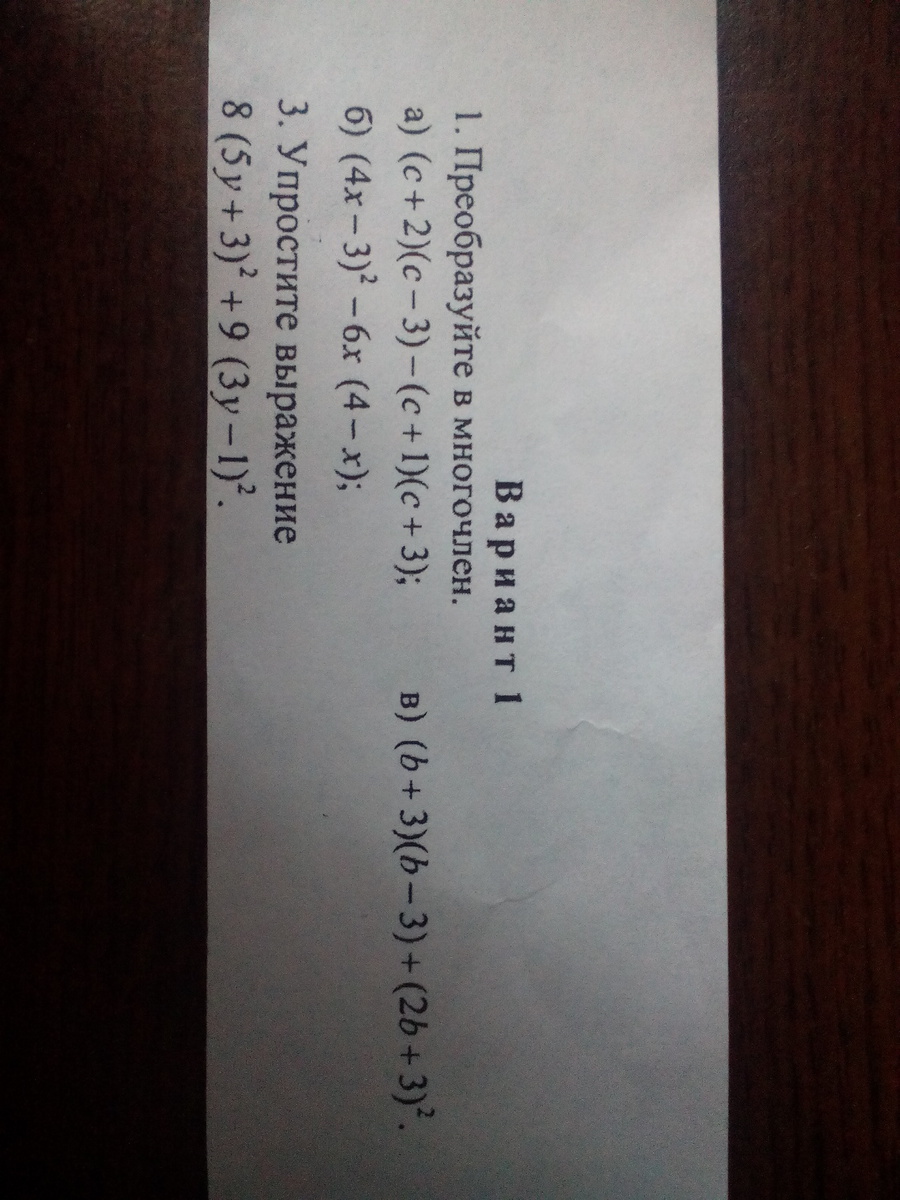 Вариант 1
1. Преобразуйте в многочлен.
а) (c + 2)(c − 3) − (c + 1)(c + 3); в) (b + 3)(b − 3) + (2b + 3)².
б) (4x − 3)² − 6x (4 − x);
3. Упростите выражение
8 (5y + 3)² + 9 (3y − 1)².